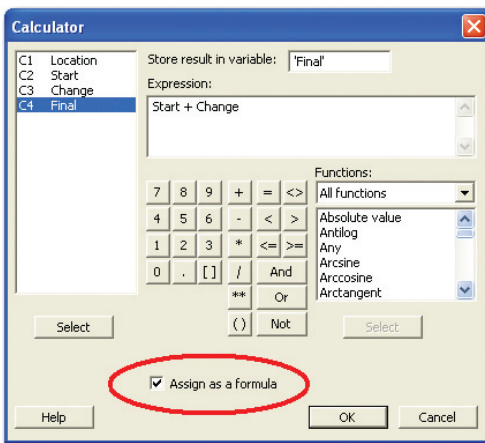 Calculator
C1 Location
C2 Start
C3 Change
C4 Final
Store result in variable: 'Final'
Expression:
Start + Change
Functions:
All functions
7 8 9 + = <>
4 5 6 - < >
1 2 3 * <= >=
0 . [ ] / And
** Or
( ) Not
Absolute value
Antilog
Any
Arcsine
Arccosine
Arctangent
Select
Select
Assign as a formula
Help
OK
Cancel